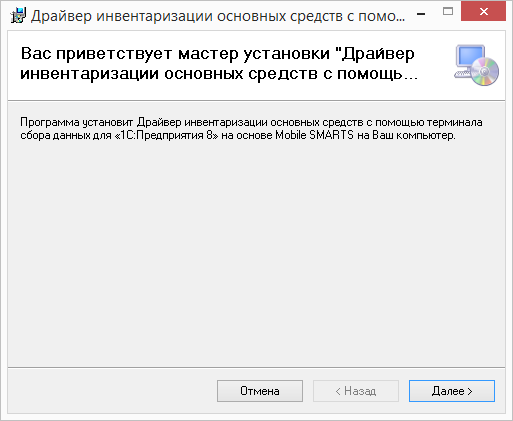 Драйвер инвентаризации основных средств с помо...
Вас приветствует мастер установки "Драйвер
инвентаризации основных средств с помощь...
Программа установит Драйвер инвентаризации основных средств с помощью терминала
сбора данных для «1С:Предприятия 8» на основе Mobile SMARTS на Ваш компьютер.
Отмена
< Назад
Далее >